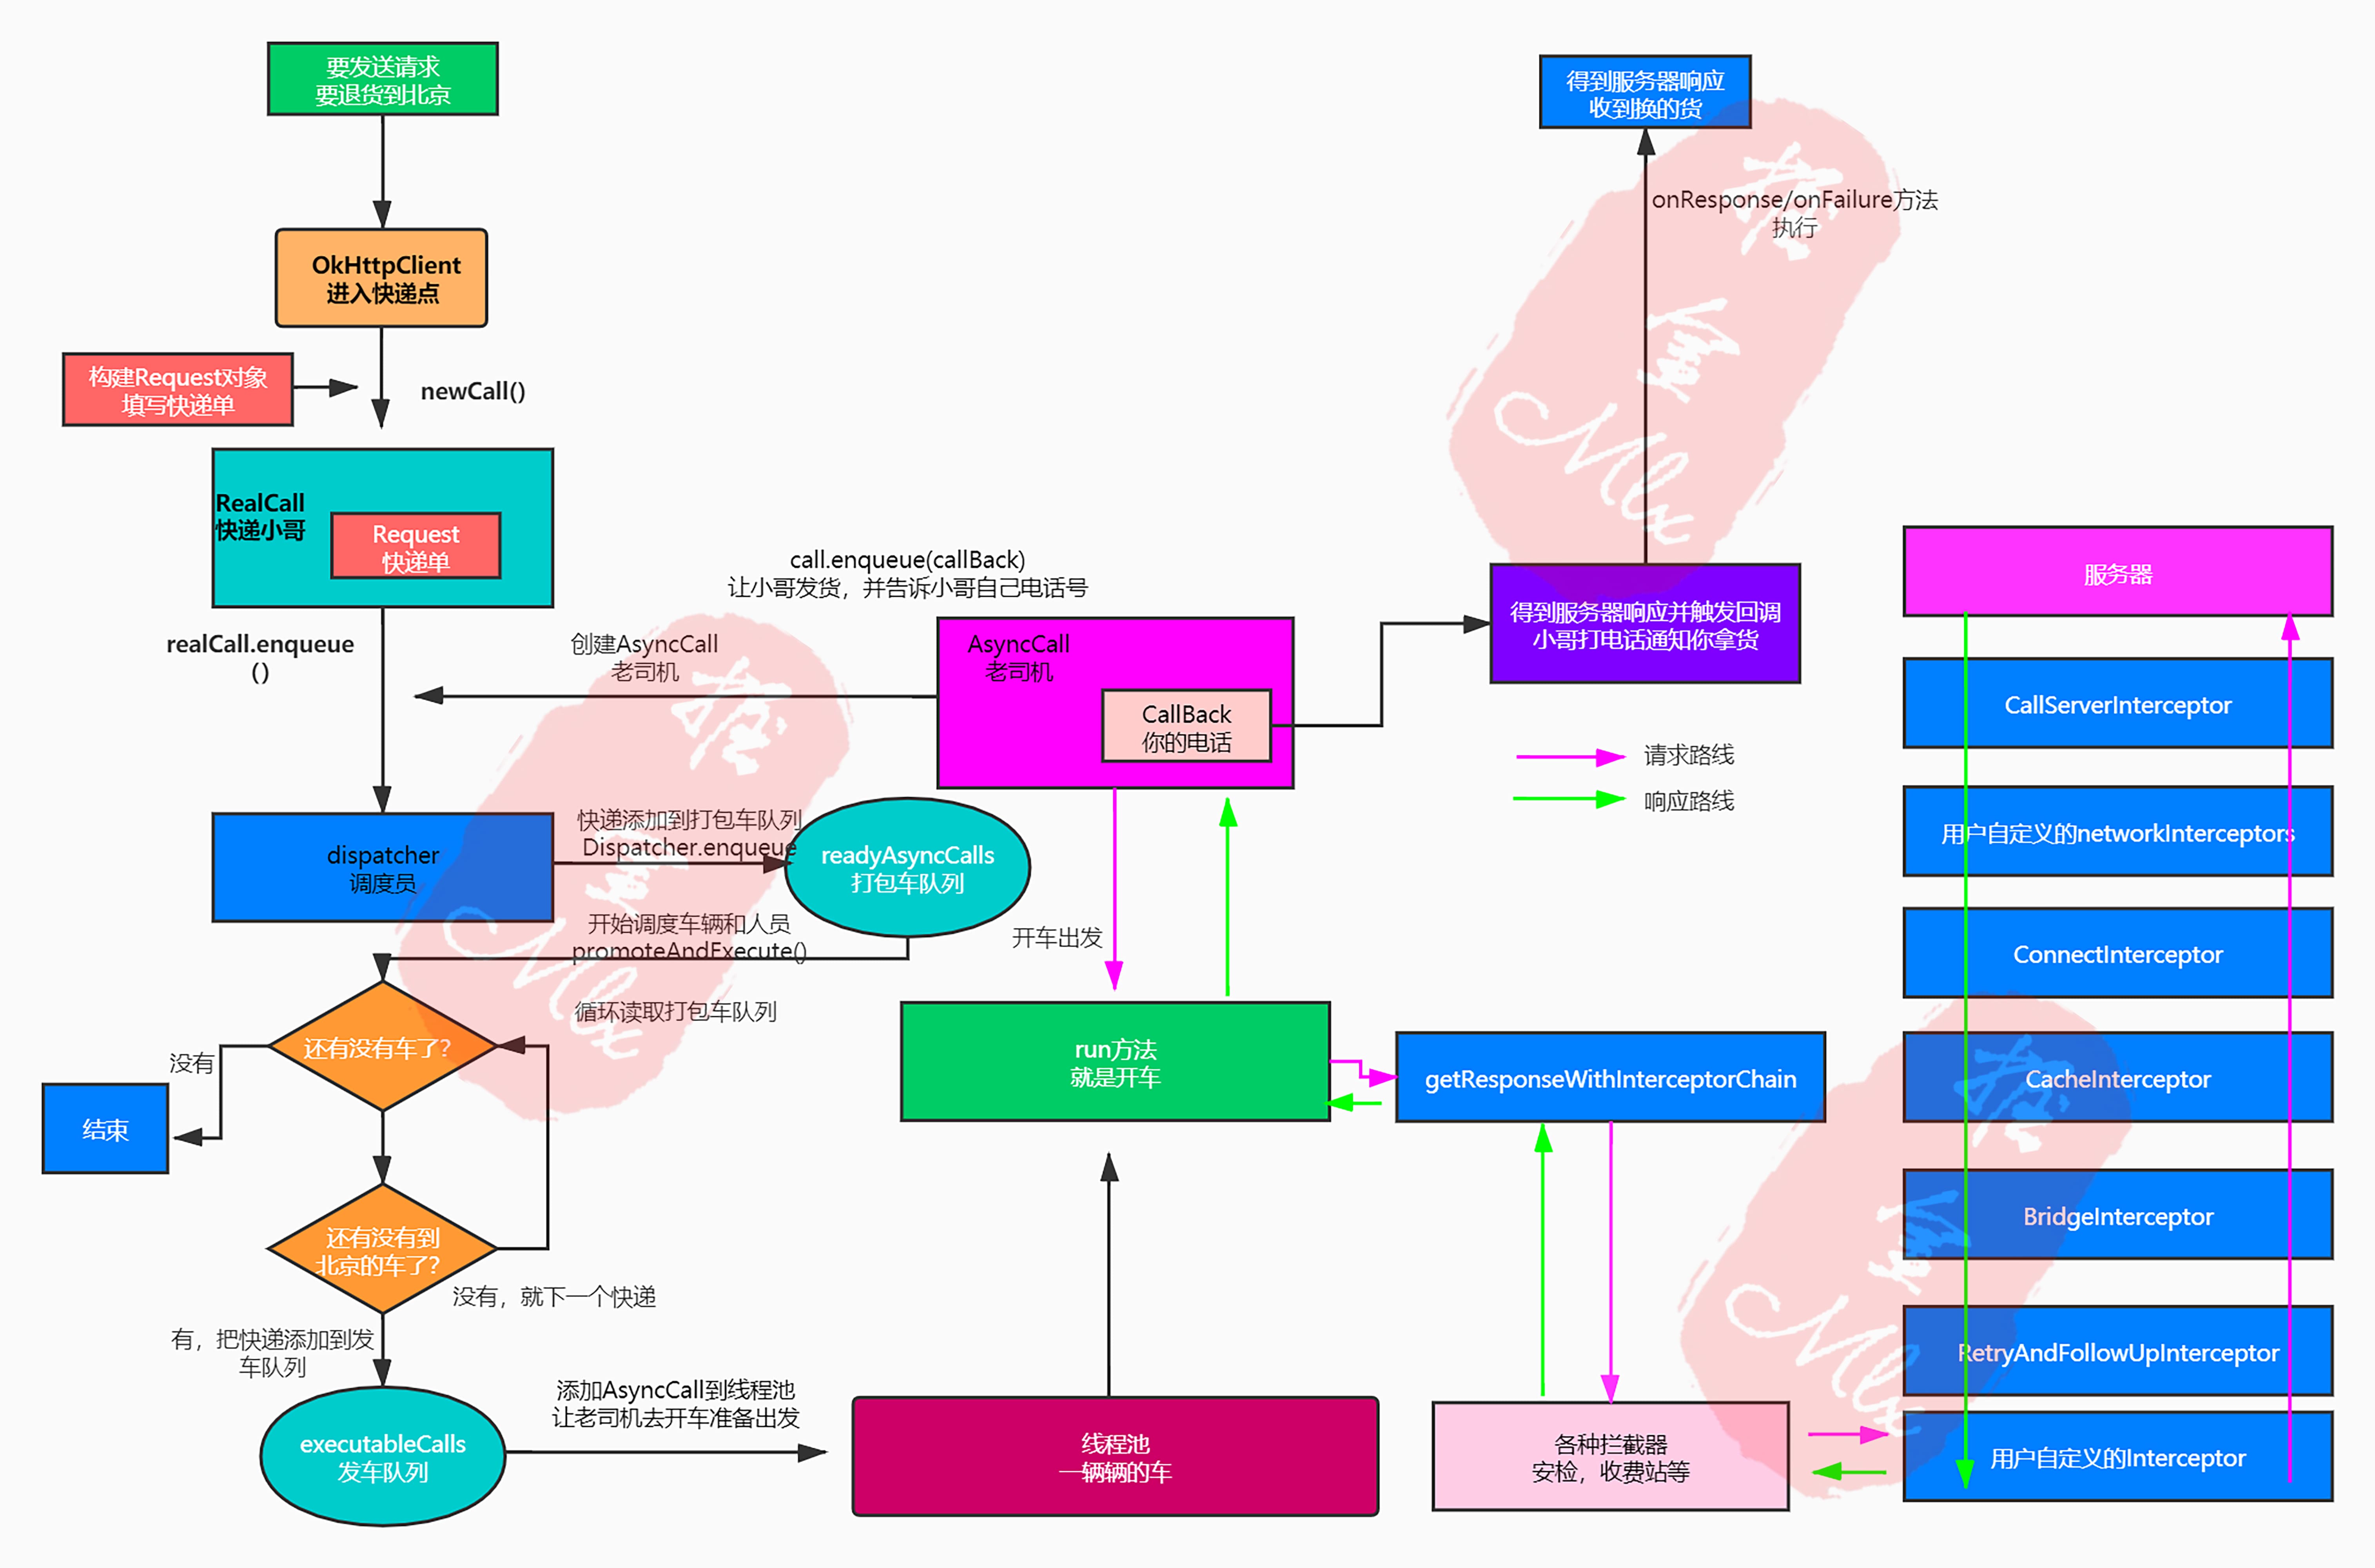 要发送请求
要退货到北京
OkHttpClient
进入快递点
构建Request对象
填写快递单
newCall()
RealCall
快递小哥
Request
快递单
realCall.enqueue
()
call.enqueue(callBack)
让小哥发货，并告诉小哥自己电话号
创建AsyncCall
老司机
AsyncCall
老司机
CallBack
你的电话
dispatcher
调度员
快递添加到打包车队列
Dispatcher.enqueue
readyAsyncCalls
打包车队列
开始调度车辆和人员
promoteAndExecute()
循环读取打包车队列
还有没有车了？
没有
结束
还有没有到
北京的车了？
没有，就下一个快递
有，把快递添加到发
车队列
executableCalls
发车队列
添加AsyncCall到线程池
让老司机去开车准备出发
线程池
一辆辆的车
开车出发
run方法
就是开车
getResponseWithInterceptorChain
各种拦截器
安检，收费站等
得到服务器响应
收到换的货
onResponse/onFailure方法
执行
得到服务器响应并触发回调
小哥打电话通知你拿货
请求路线
响应路线
服务器
CallServerInterceptor
用户自定义的networkInterceptors
ConnectInterceptor
CacheInterceptor
BridgeInterceptor
RetryAndFollowUpInterceptor
用户自定义的Interceptor